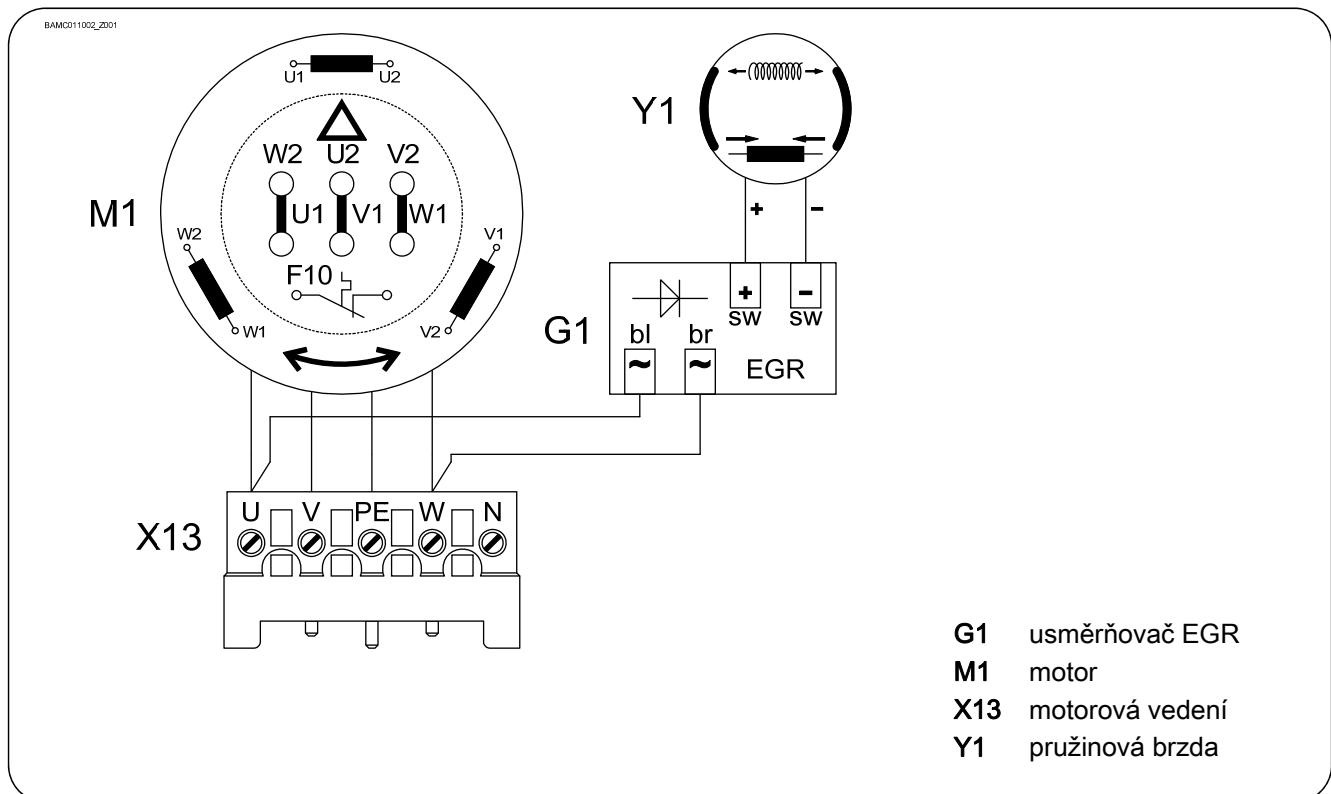 BAMC011002_Z001
U1 U2
Y1
W2 U2 V2
M1
U1 V1 W1
+ -
W2 V1
F10
+ -
sw sw
W1 V2
G1
bl br
~ ~ EGR
U V PE W N
X13
G1 usměrňovač EGR
M1 motor
X13 motorová vedení
Y1 pružinová brzda